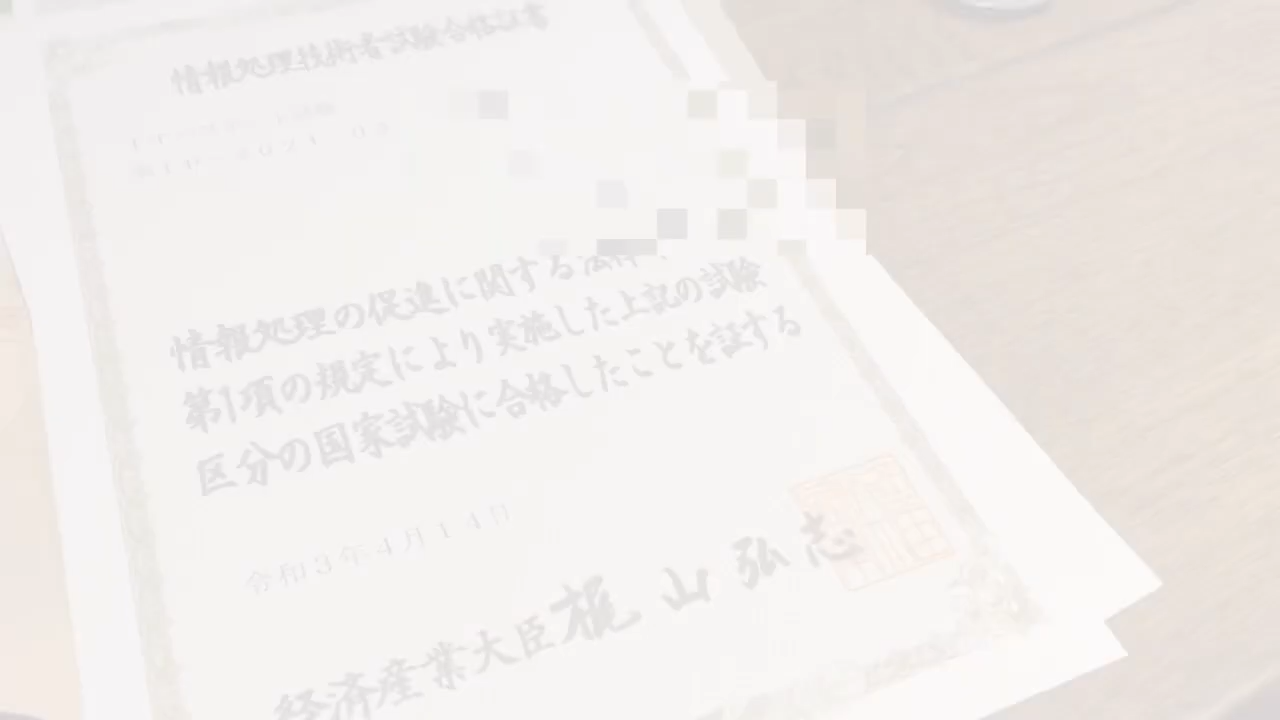 情報処理技術者試験合格証書
情報処理の促進に関する法律
第1項の規定により実施した上記の試験
区分の国家試験に合格したことを証する
令和3年4月14日
経済産業大臣 梶山弘志